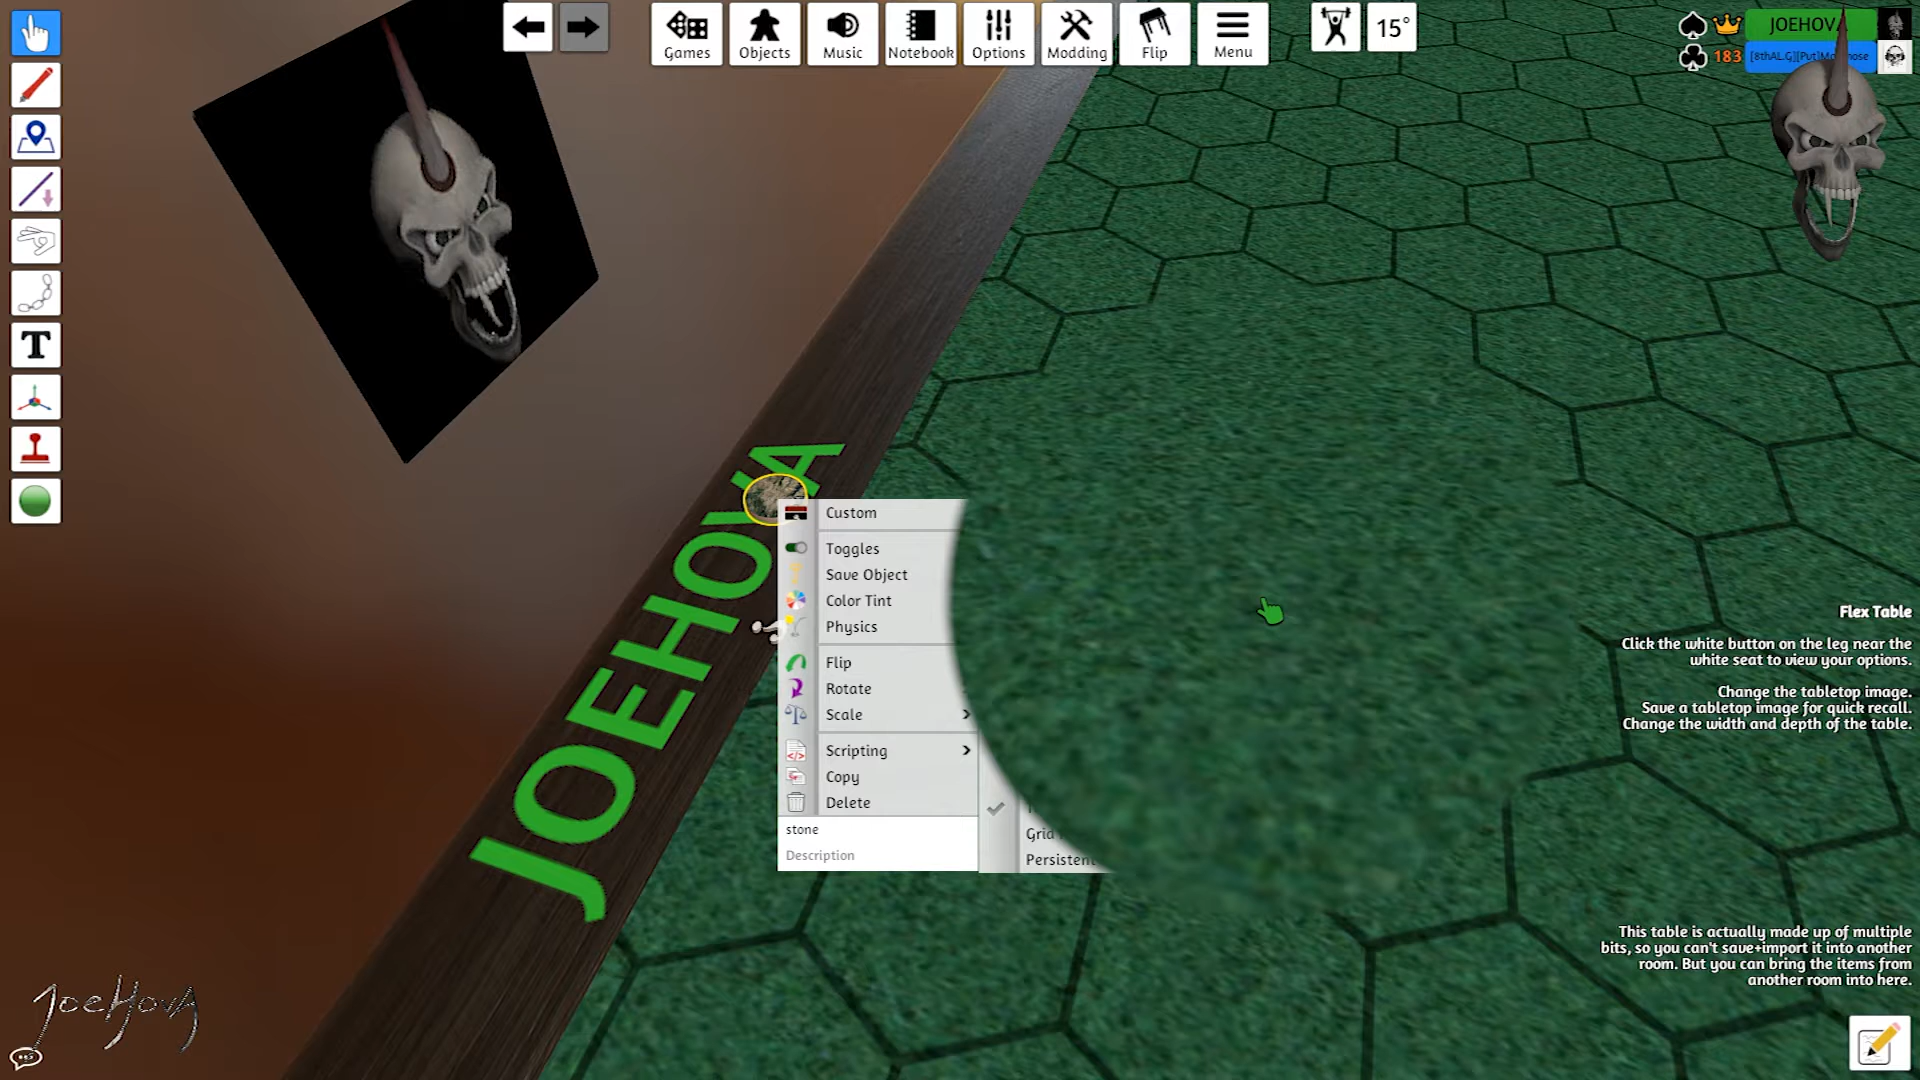 Games
Objects
Music
Notebook
Options
Modding
Flip
Menu
15°
JOEHOVA
183
JOEHOVA
Custom
Toggles
Save Object
Color Tint
Physics
Flip
Rotate
Scale
Scripting
Copy
Delete
stone
Description
Grid
Persistent
Flex Table
Click the white button on the leg near the
white seat to view your options.
Change the tabletop image.
Save a tabletop image for quick recall.
Change the width and depth of the table.
This table is actually made up of multiple
bits, so you can't save+import it into another
room. But you can bring the items from
another room into here.
JoeHovA